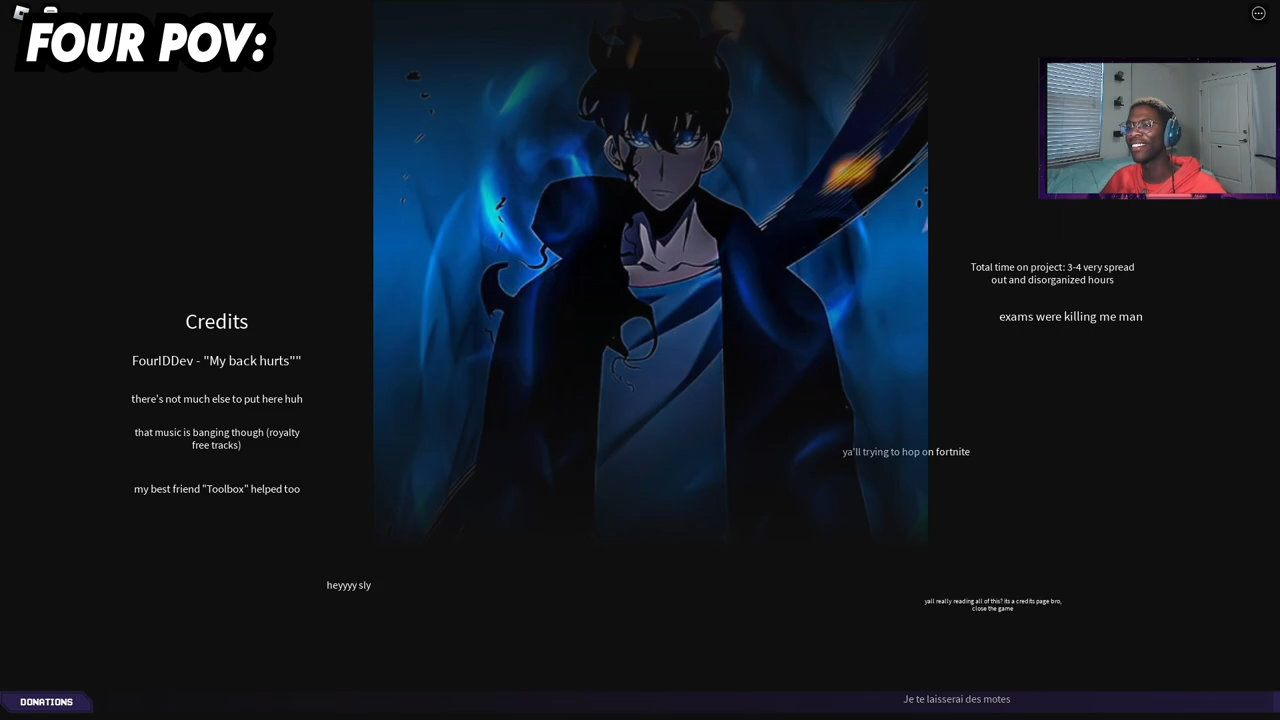 FOUR POV:
Total time on project: 3-4 very spread
out and disorganized hours
exams were killing me man
Credits
FourIDDev - "My back hurts""
there's not much else to put here huh
that music is banging though (royalty
free tracks)
ya'll trying to hop on fortnite
my best friend "Toolbox" helped too
heyyyy sly
yall really reading all of this? its a credits page bro,
close the game
DONATIONS
Je te laisserai des motes